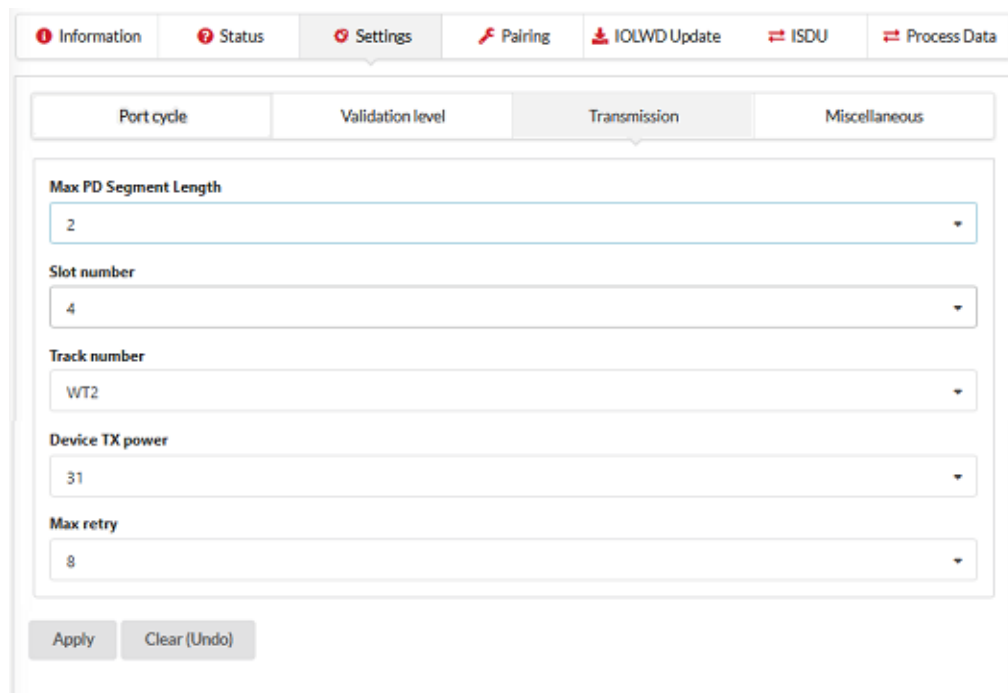 Information Status Settings Pairing IOLWD Update ISDU Process Data
Port cycle Validation level Transmission Miscellaneous
Max PD Segment Length
2
Slot number
4
Track number
WT2
Device TX power
31
Max retry
8
Apply Clear (Undo)